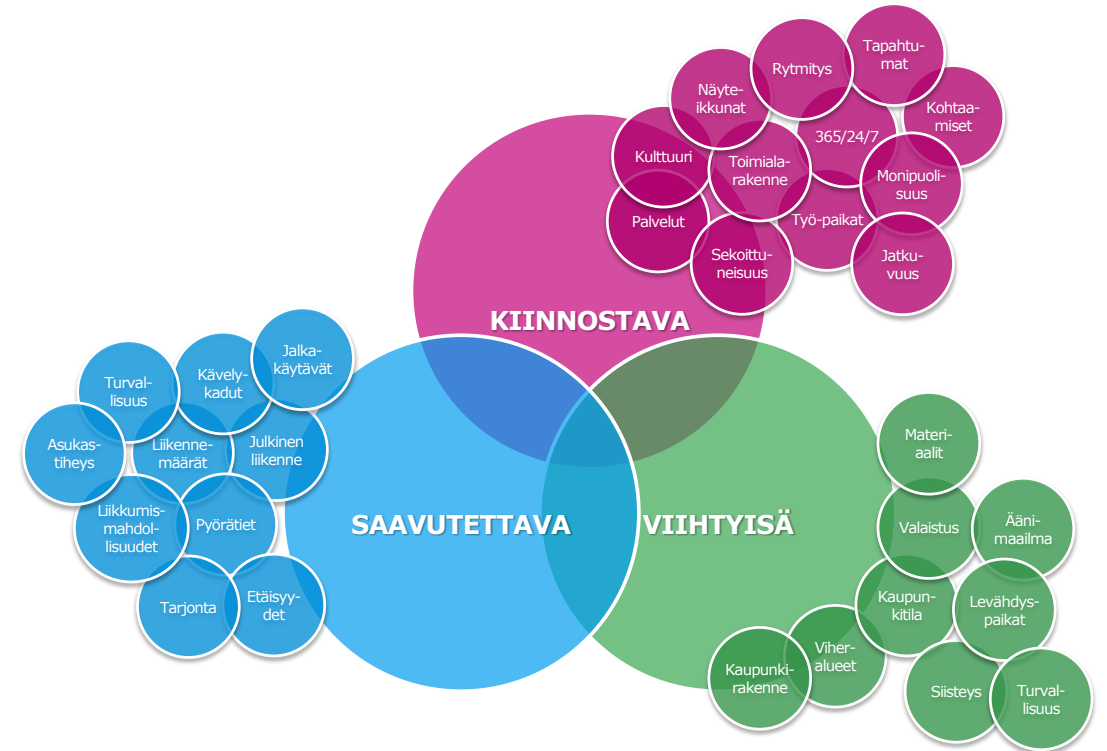 Tapahtu-
mat
Rytmitys
Näyte-
ikkunat
Kohtaa-
miset
365/24/7
Kulttuuri
Toimiala-
rakenne
Monipuoli-
suus
Palvelut
Työ-paikat
Sekoittu-
neisuus
Jatku-
vuus
KIINNOSTAVA
Jalka-
käytävät
Kävely-
kadut
Turval-
lisuus
Asukas-
tiheys
Liikenne-
määrät
Julkinen
liikenne
Liikkumis-
mahdol-
lisuudet
Pyörätiet
Tarjonta
Etäisyy-
det
SAAVUTETTAVA
VIIHTYISÄ
Materi-
aalit
Valaistus
Ääni-
maailma
Kaupun-
kitila
Levähdys-
paikat
Viher-
alueet
Kaupunki-
rakenne
Siisteys
Turval-
lisuus